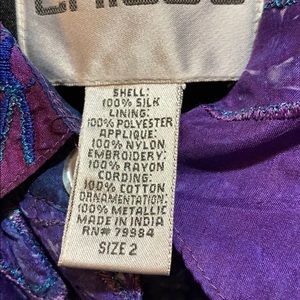 SHELL:
100% SILK
LINING:
100% POLYESTER
APPLIQUE:
100% NYLON
EMBROIDERY:
100% RAYON
CORDING:
100% COTTON
ORNAMENTATION:
100% METALLIC
MADE IN INDIA
RN# 79984
SIZE 2